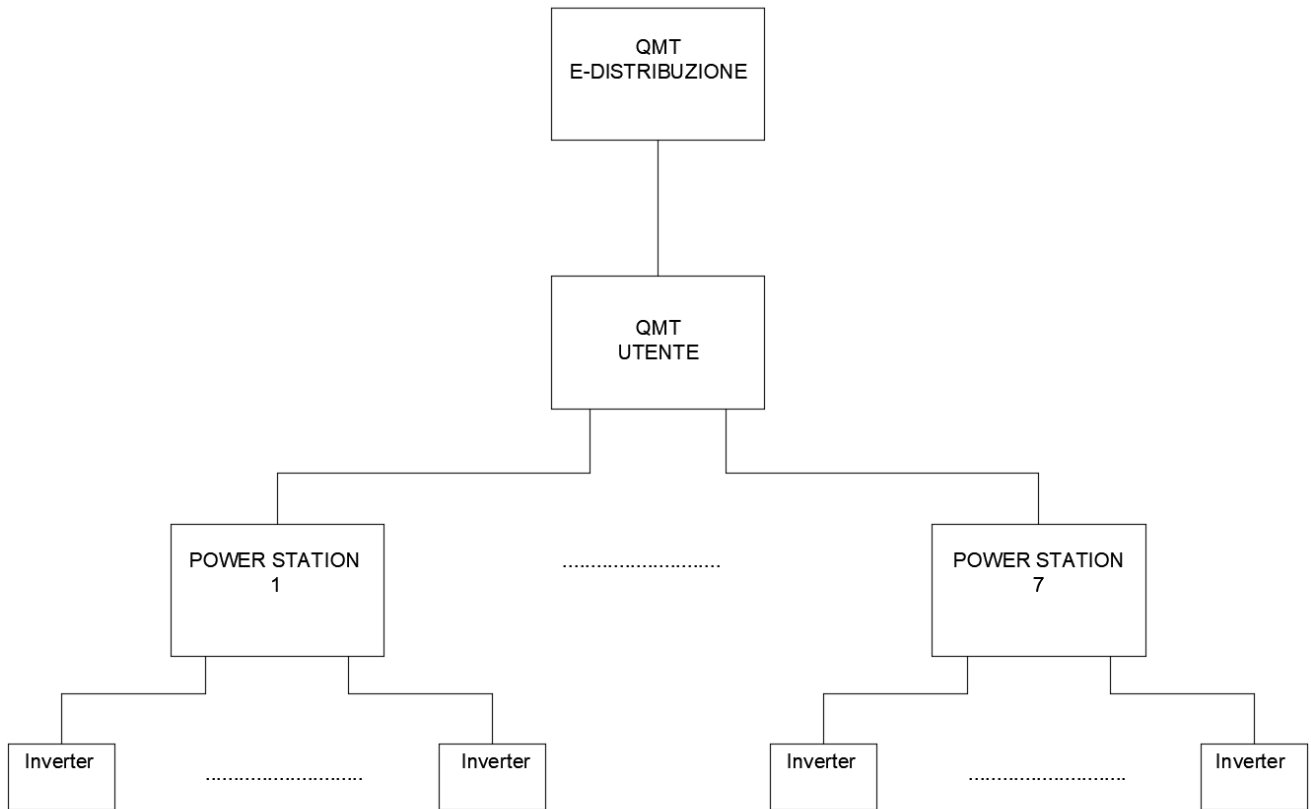 QMT
E-DISTRIBUZIONE
QMT
UTENTE
POWER STATION
1
............................
POWER STATION
7
Inverter
............................
Inverter
Inverter
............................
Inverter